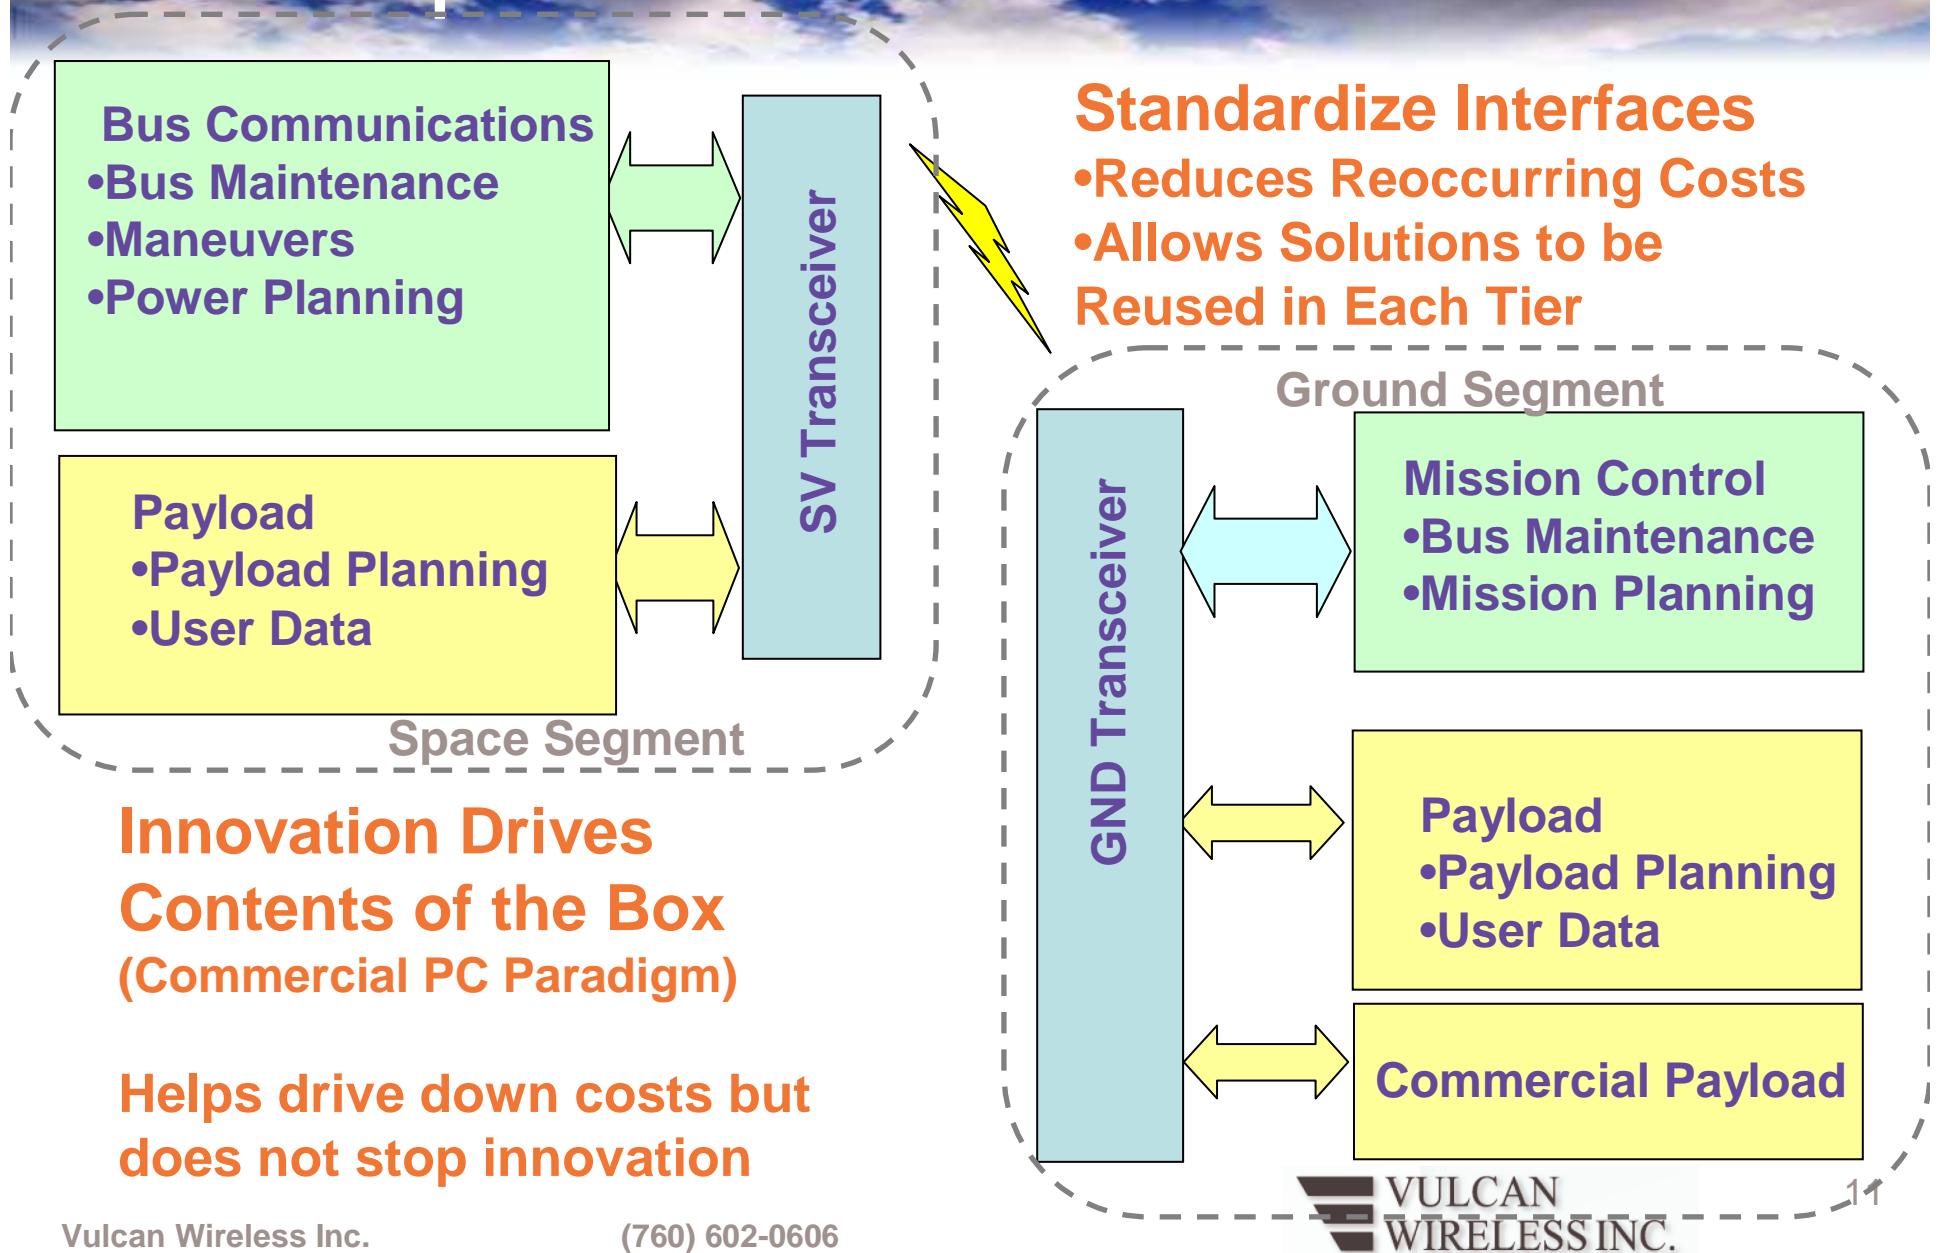 Bus Communications
•Bus Maintenance
•Maneuvers
•Power Planning
SV Transceiver
Payload
•Payload Planning
•User Data
Space Segment
Standardize Interfaces
•Reduces Reoccurring Costs
•Allows Solutions to be
Reused in Each Tier
Ground Segment
GND Transceiver
Mission Control
•Bus Maintenance
•Mission Planning
Payload
•Payload Planning
•User Data
Commercial Payload
Innovation Drives
Contents of the Box
(Commercial PC Paradigm)
Helps drive down costs but
does not stop innovation
Vulcan Wireless Inc.
(760) 602-0606
VULCAN
WIRELESS INC.
11